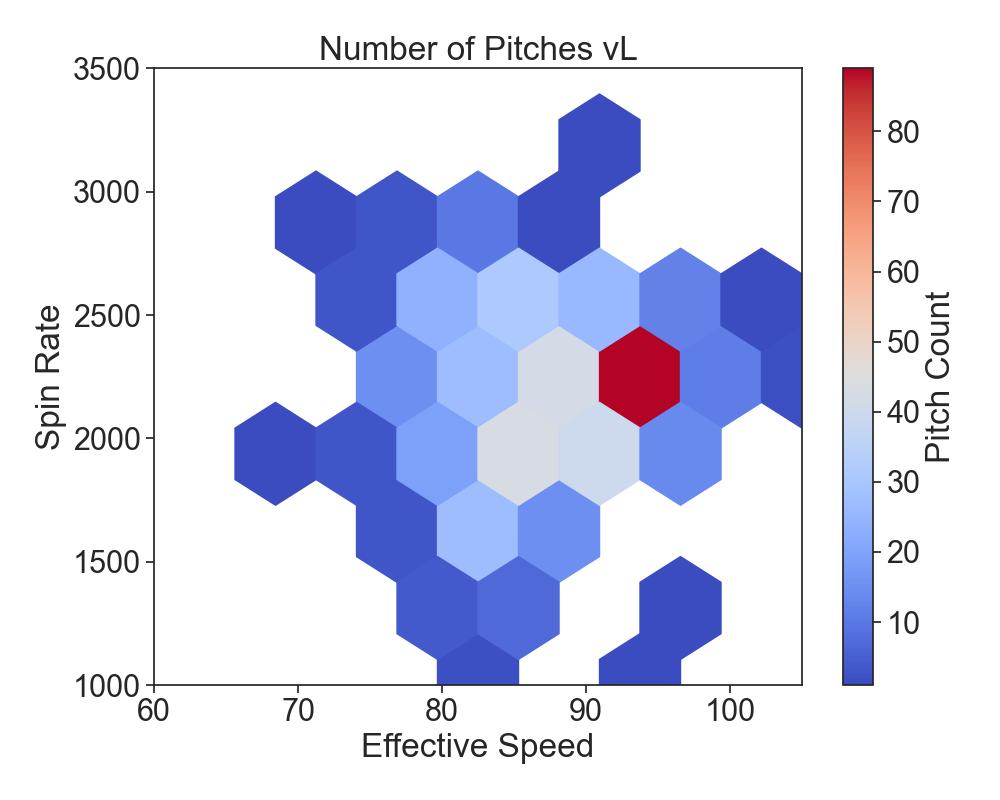 Number of Pitches vL
3500
3000
2500
2000
1500
1000
Spin Rate
60 70 80 90 100
Effective Speed
80
70
60
50
40
30
20
10
Pitch Count